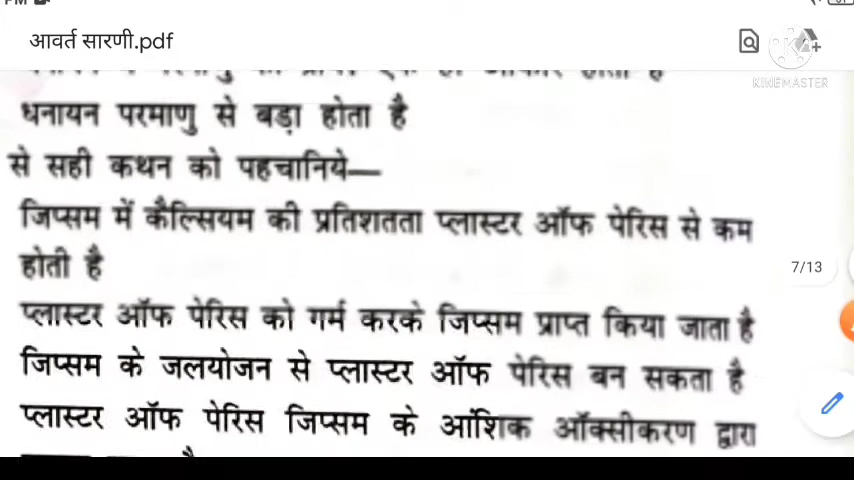 आवर्त सारणी.pdf
KINEMASTER
धनायन परमाणु से बड़ा होता है
से सही कथन को पहचानिये—
जिप्सम में कैल्सियम की प्रतिशतता प्लास्टर ऑफ पेरिस से कम
होती है
7/13
प्लास्टर ऑफ पेरिस को गर्म करके जिप्सम प्राप्त किया जाता है
जिप्सम के जलयोजन से प्लास्टर ऑफ पेरिस बन सकता है
प्लास्टर ऑफ पेरिस जिप्सम के आंशिक ऑक्सीकरण द्वारा